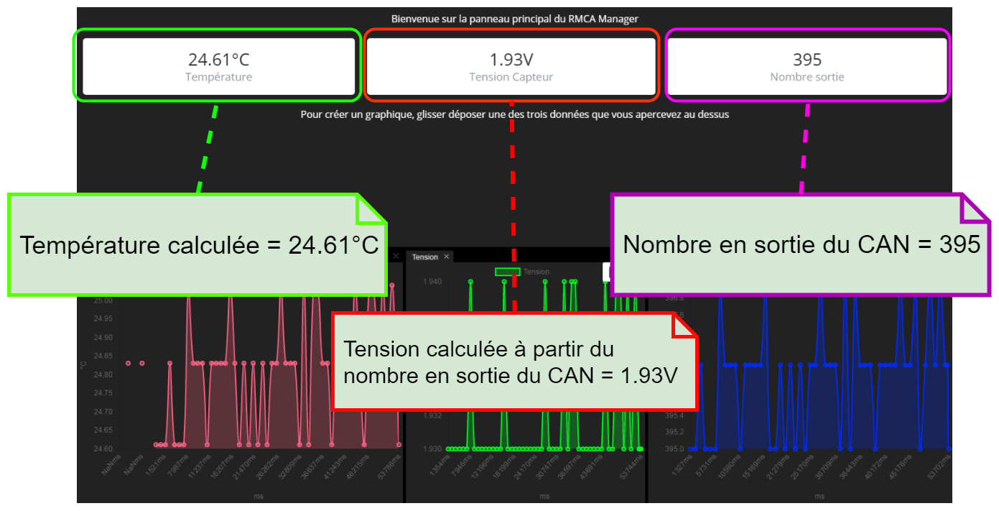 Bienvenue sur la panneau principal du RMCA Manager
24.61°C
Température
1.93V
Tension Capteur
395
Nombre sortie
Pour créer un graphique, glisser déposer une des trois données que vous apercevez au dessus
Température calculée = 24.61°C
Nombre en sortie du CAN = 395
Tension
Tension
Tension calculée à partir du
nombre en sortie du CAN = 1.93V
25.00
24.95
24.90
24.85
24.80
24.75
24.70
24.65
24.60
°C
NaNms
NaNms
1521ms
7987ms
11237ms
16207ms
21470ms
26262ms
32809ms
36637ms
41243ms
46215ms
53786ms
ms
1.940
1.932
1.930
1354ms
7946ms
12196ms
18199ms
24170ms
30747ms
36597ms
43691ms
53744ms
ms
396.8
395.4
395.2
395.0
1327ms
5731ms
10590ms
15169ms
21279ms
25170ms
30709ms
36443ms
40172ms
45176ms
53702ms
ms